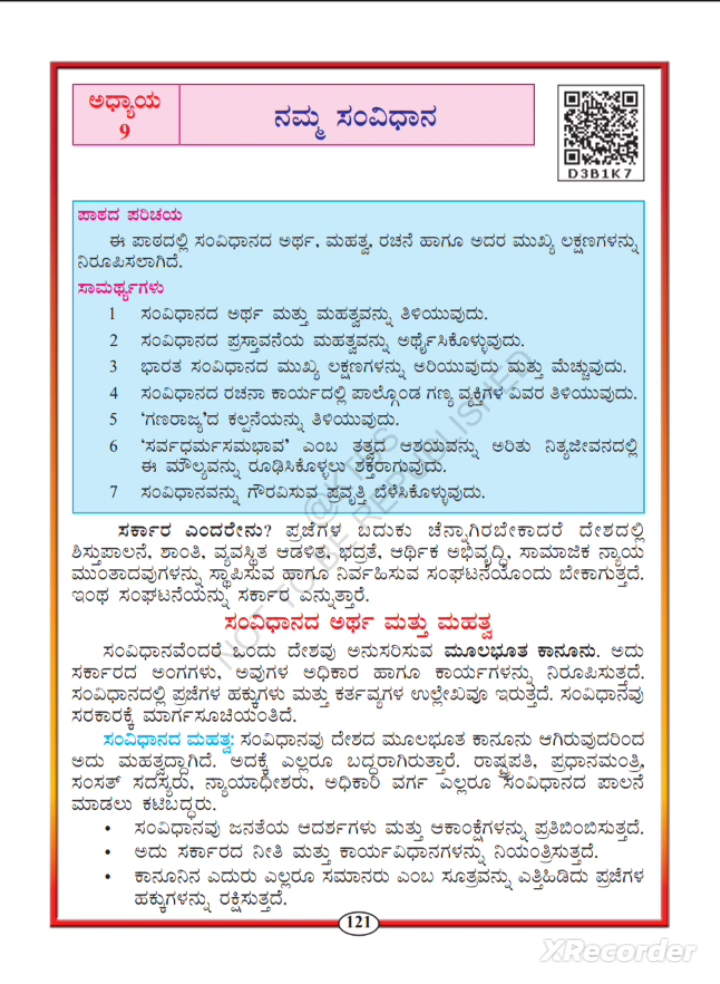 ಅಧ್ಯಾಯ
9
ನಮ್ಮ ಸಂವಿಧಾನ
D3B1K7
ಪಾಠದ ಪರಿಚಯ
ಈ ಪಾಠದಲ್ಲಿ ಸಂವಿಧಾನದ ಅರ್ಥ, ಮಹತ್ವ, ರಚನೆ ಹಾಗೂ ಅದರ ಮುಖ್ಯ ಲಕ್ಷಣಗಳನ್ನು
ನಿರೂಪಿಸಲಾಗಿದೆ.
ಸಾಮರ್ಥ್ಯಗಳು
1 ಸಂವಿಧಾನದ ಅರ್ಥ ಮತ್ತು ಮಹತ್ವವನ್ನು ತಿಳಿಯುವುದು.
2 ಸಂವಿಧಾನದ ಪ್ರಸ್ತಾವನೆಯ ಮಹತ್ವವನ್ನು ಅರ್ಥೈಸಿಕೊಳ್ಳುವುದು.
3 ಭಾರತ ಸಂವಿಧಾನದ ಮುಖ್ಯ ಲಕ್ಷಣಗಳನ್ನು ಅರಿಯುವುದು ಮತ್ತು ಮೆಚ್ಚುವುದು.
4 ಸಂವಿಧಾನದ ರಚನಾ ಕಾರ್ಯದಲ್ಲಿ ಪಾಲ್ಗೊಂಡ ಗಣ್ಯ ವ್ಯಕ್ತಿಗಳ ವಿವರ ತಿಳಿಯುವುದು.
5 ‘ಗಣರಾಜ್ಯ’ದ ಕಲ್ಪನೆಯನ್ನು ತಿಳಿಯುವುದು.
6 ‘ಸರ್ವಧರ್ಮಸಮಭಾವ’ ಎಂಬ ತತ್ವದ ಆಶಯವನ್ನು ಅರಿತು ನಿತ್ಯಜೀವನದಲ್ಲಿ
ಈ ಮೌಲ್ಯವನ್ನು ರೂಢಿಸಿಕೊಳ್ಳಲು ಶಕ್ತರಾಗುವುದು.
7 ಸಂವಿಧಾನವನ್ನು ಗೌರವಿಸುವ ಪ್ರವೃತ್ತಿ ಬೆಳೆಸಿಕೊಳ್ಳುವುದು.
@KTBS
NOT TO BE REPUBLISHED
ಸರ್ಕಾರ ಎಂದರೇನು? ಪ್ರಜೆಗಳ ಬದುಕು ಚೆನ್ನಾಗಿರಬೇಕಾದರೆ ದೇಶದಲ್ಲಿ
ಶಿಸ್ತುಪಾಲನೆ, ಶಾಂತಿ, ವ್ಯವಸ್ಥಿತ ಆಡಳಿತ, ಭದ್ರತೆ, ಆರ್ಥಿಕ ಅಭಿವೃದ್ಧಿ, ಸಾಮಾಜಿಕ ನ್ಯಾಯ
ಮುಂತಾದವುಗಳನ್ನು ಸ್ಥಾಪಿಸುವ ಹಾಗೂ ನಿರ್ವಹಿಸುವ ಸಂಘಟನೆಯೊಂದು ಬೇಕಾಗುತ್ತದೆ.
ಇಂಥ ಸಂಘಟನೆಯನ್ನು ಸರ್ಕಾರ ಎನ್ನುತ್ತಾರೆ.
ಸಂವಿಧಾನದ ಅರ್ಥ ಮತ್ತು ಮಹತ್ವ
ಸಂವಿಧಾನವೆಂದರೆ ಒಂದು ದೇಶವು ಅನುಸರಿಸುವ ಮೂಲಭೂತ ಕಾನೂನು. ಅದು
ಸರ್ಕಾರದ ಅಂಗಗಳು, ಅವುಗಳ ಅಧಿಕಾರ ಹಾಗೂ ಕಾರ್ಯಗಳನ್ನು ನಿರೂಪಿಸುತ್ತದೆ.
ಸಂವಿಧಾನದಲ್ಲಿ ಪ್ರಜೆಗಳ ಹಕ್ಕುಗಳು ಮತ್ತು ಕರ್ತವ್ಯಗಳ ಉಲ್ಲೇಖವೂ ಇರುತ್ತದೆ. ಸಂವಿಧಾನವು
ಸರಕಾರಕ್ಕೆ ಮಾರ್ಗಸೂಚಿಯಂತಿದೆ.
ಸಂವಿಧಾನದ ಮಹತ್ವ: ಸಂವಿಧಾನವು ದೇಶದ ಮೂಲಭೂತ ಕಾನೂನು ಆಗಿರುವುದರಿಂದ
ಅದು ಮಹತ್ವದ್ದಾಗಿದೆ. ಅದಕ್ಕೆ ಎಲ್ಲರೂ ಬದ್ಧರಾಗಿರುತ್ತಾರೆ. ರಾಷ್ಟ್ರಪತಿ, ಪ್ರಧಾನಮಂತ್ರಿ,
ಸಂಸತ್ ಸದಸ್ಯರು, ನ್ಯಾಯಾಧೀಶರು, ಅಧಿಕಾರಿ ವರ್ಗ ಎಲ್ಲರೂ ಸಂವಿಧಾನದ ಪಾಲನೆ
ಮಾಡಲು ಕಟಿಬದ್ಧರು.
• ಸಂವಿಧಾನವು ಜನತೆಯ ಆದರ್ಶಗಳು ಮತ್ತು ಆಕಾಂಕ್ಷೆಗಳನ್ನು ಪ್ರತಿಬಿಂಬಿಸುತ್ತದೆ.
• ಅದು ಸರ್ಕಾರದ ನೀತಿ ಮತ್ತು ಕಾರ್ಯವಿಧಾನಗಳನ್ನು ನಿಯಂತ್ರಿಸುತ್ತದೆ.
• ಕಾನೂನಿನ ಎದುರು ಎಲ್ಲರೂ ಸಮಾನರು ಎಂಬ ಸೂತ್ರವನ್ನು ಎತ್ತಿಹಿಡಿದು ಪ್ರಜೆಗಳ
ಹಕ್ಕುಗಳನ್ನು ರಕ್ಷಿಸುತ್ತದೆ.
121
XRecorder